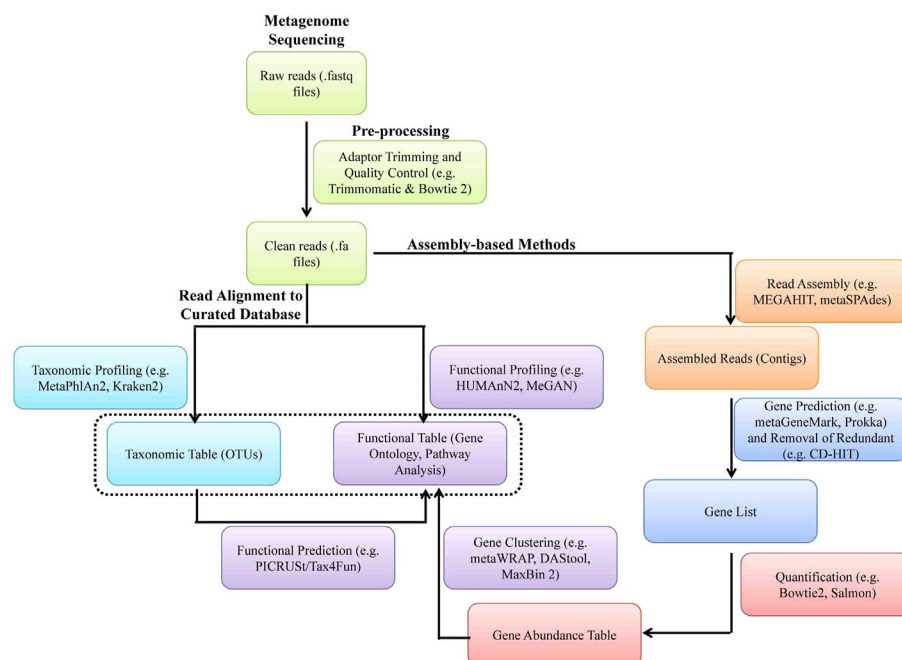 Metagenome
Sequencing
Raw reads (.fastq
files)
Pre-processing
Adaptor Trimming and
Quality Control (e.g.
Trimmomatic & Bowtie 2)
Clean reads (.fa
files)
Assembly-based Methods
Read Assembly (e.g.
MEGAHIT, metaSPAdes)
Read Alignment to
Curated Database
Taxonomic Profiling (e.g.
MetaPhlAn2, Kraken2)
Functional Profiling (e.g.
HUMAnN2, MeGAN)
Assembled Reads (Contigs)
Gene Prediction (e.g.
metaGeneMark, Prokka)
and Removal of Redundant
(e.g. CD-HIT)
Taxonomic Table (OTUs)
Functional Table (Gene
Ontology, Pathway
Analysis)
Gene List
Functional Prediction (e.g.
PICRUSt/Tax4Fun)
Gene Clustering (e.g.
metaWRAP, DAStool,
MaxBin 2)
Quantification (e.g.
Bowtie2, Salmon)
Gene Abundance Table